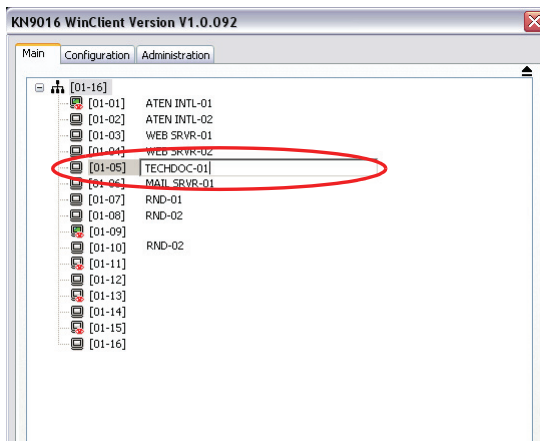 KN9016 WinClient Version V1.0.092
Main Configuration Administration
[01-16]
[01-01] ATEN INTL-01
[01-02] ATEN INTL-02
[01-03] WEB SRVR-01
[01-04] WEB SRVR-02
[01-05] TECHDOC-01
[01-06] MAIL SRVR-01
[01-07] RND-01
[01-08] RND-02
[01-09]
[01-10] RND-02
[01-11]
[01-12]
[01-13]
[01-14]
[01-15]
[01-16]